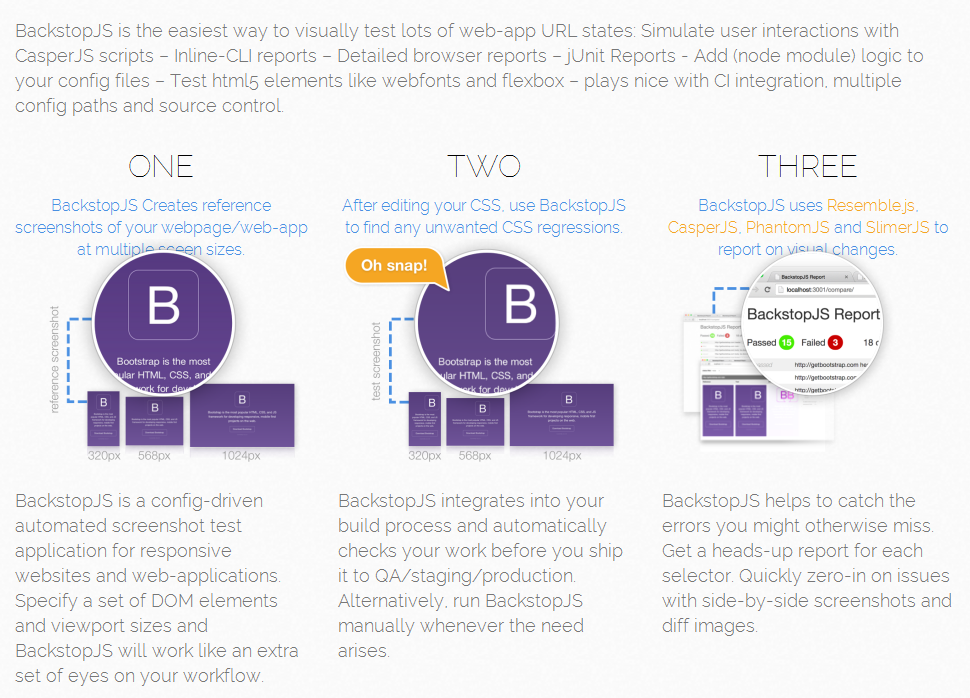 BackstopJS is the easiest way to visually test lots of web-app URL states: Simulate user interactions with
CasperJS scripts – Inline-CLI reports – Detailed browser reports – jUnit Reports - Add (node module) logic to
your config files – Test html5 elements like webfonts and flexbox – plays nice with CI integration, multiple
config paths and source control.
ONE
BackstopJS Creates reference
screenshots of your webpage/web-app
at multiple sceen sizes.
reference screenshot
B
Bootstrap is the most
ular HTML, CSS, and
work for dev
B
B
B
320px 568px 1024px
BackstopJS is a config-driven
automated screenshot test
application for responsive
websites and web-applications.
Specify a set of DOM elements
and viewport sizes and
BackstopJS will work like an extra
set of eyes on your workflow.
TWO
After editing your CSS, use BackstopJS
to find any unwanted CSS regressions.
Oh snap!
test screenshot
B
Bootstrap is the most
ular HTML, CSS, and
work for dev
B
B
B
320px 568px 1024px
BackstopJS integrates into your
build process and automatically
checks your work before you ship
it to QA/staging/production.
Alternatively, run BackstopJS
manually whenever the need
arises.
THREE
BackstopJS uses Resemble.js,
CasperJS, PhantomJS and SlimerJS to
report on visual changes.
BackstopJS Report
localhost:3001/compare/
BackstopJS Report
Passed 15 Failed 3 18
http://getbootstrap.com
http://getbootstrap.co
http://getbootstrap
B B BB
BackstopJS helps to catch the
errors you might otherwise miss.
Get a heads-up report for each
selector. Quickly zero-in on issues
with side-by-side screenshots and
diff images.